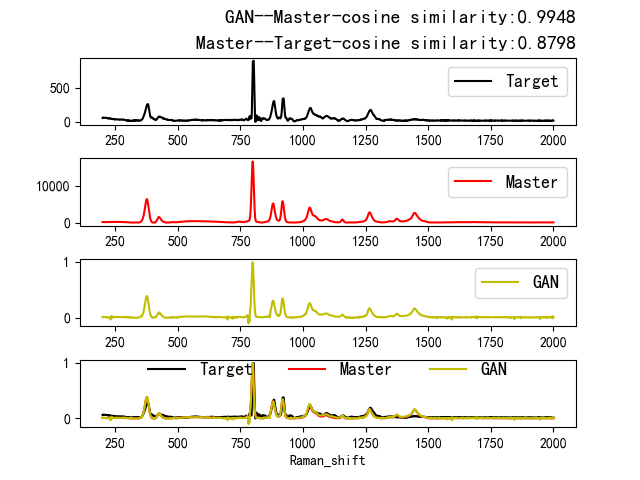 GAN--Master-cosine similarity:0.9948
Master--Target-cosine similarity:0.8798
500
0
Target
250 500 750 1000 1250 1500 1750 2000
10000
0
Master
250 500 750 1000 1250 1500 1750 2000
1
0
GAN
250 500 750 1000 1250 1500 1750 2000
1
0
Target Master GAN
250 500 750 1000 1250 1500 1750 2000
Raman_shift